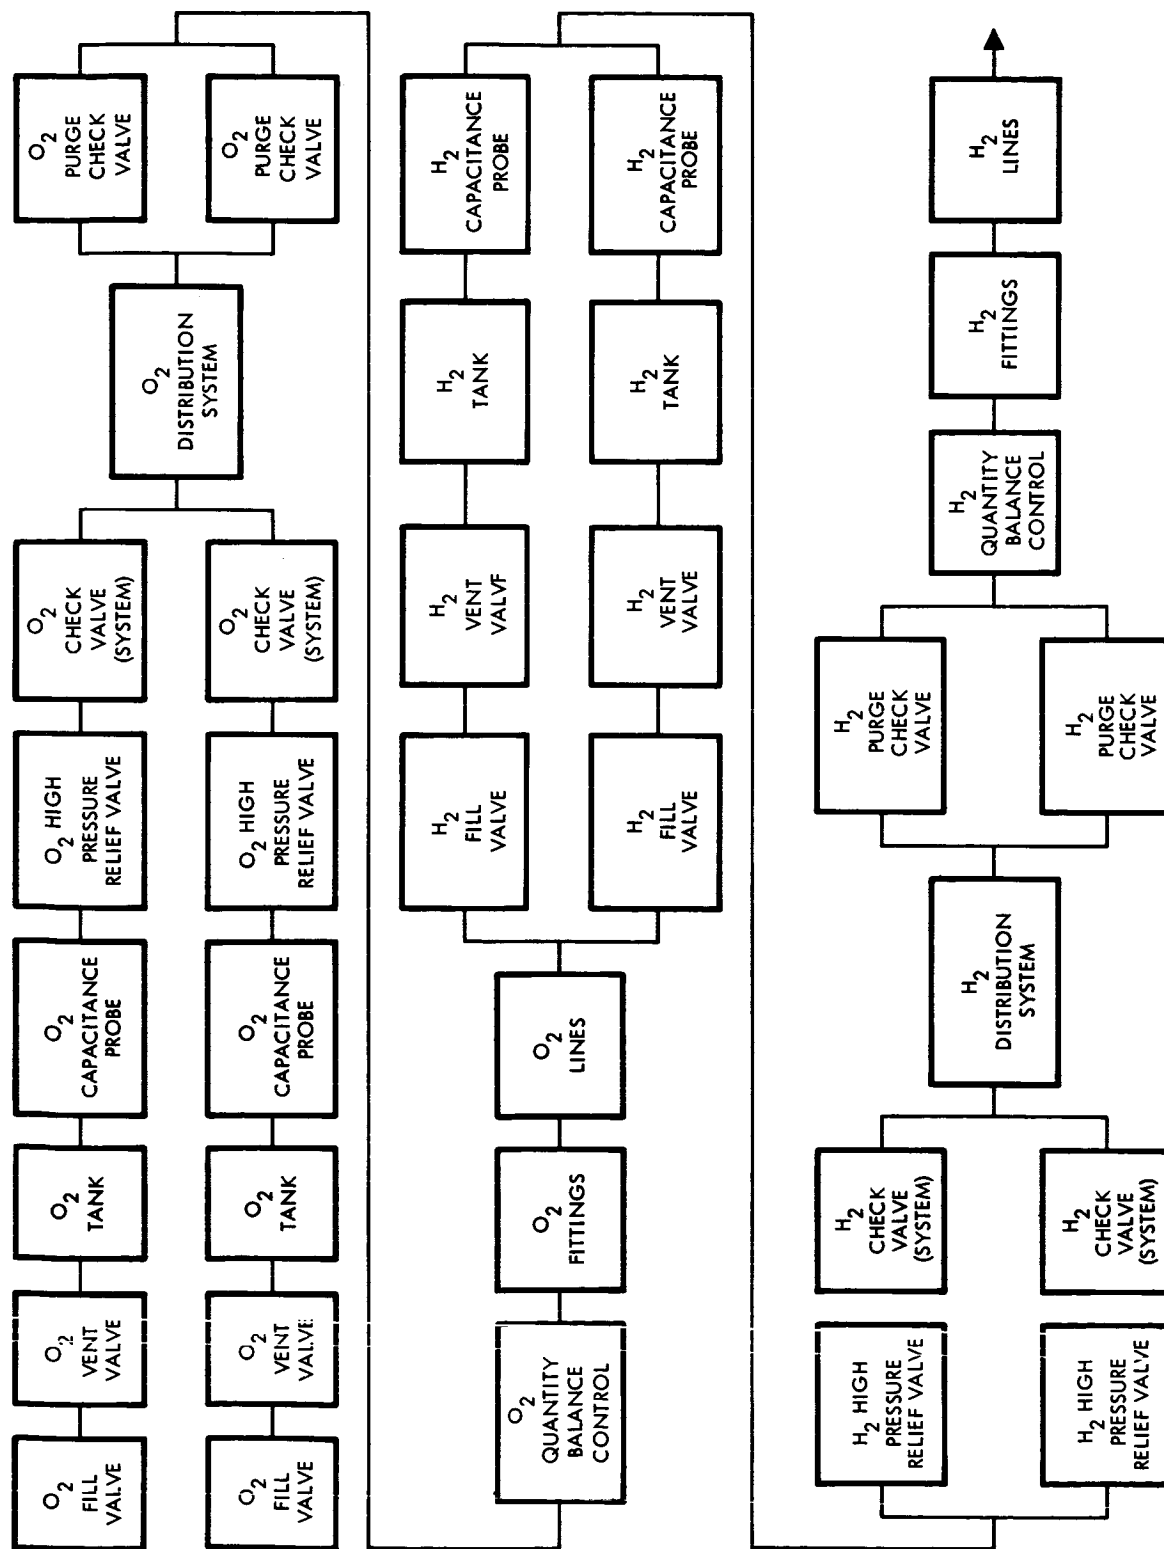 O2
FILL
VALVE
O2
VENT
VALVE
O2
TANK
O2
CAPACITANCE
PROBE
O2 HIGH
PRESSURE
RELIEF VALVE
O2
CHECK
VALVE
(SYSTEM)
O2
FILL
VALVE
O2
VENT
VALVE
O2
TANK
O2
CAPACITANCE
PROBE
O2 HIGH
PRESSURE
RELIEF VALVE
O2
CHECK
VALVE
(SYSTEM)
O2
DISTRIBUTION
SYSTEM
O2
PURGE
CHECK
VALVE
O2
PURGE
CHECK
VALVE
O2
QUANTITY
BALANCE
CONTROL
O2
FITTINGS
O2
LINES
H2
FILL
VALVE
H2
VENT
VALVF
H2
TANK
H2
CAPACITANCE
PROBE
H2
FILL
VALVE
H2
VENT
VALVE
H2
TANK
H2
CAPACITANCE
PROBE
H2 HIGH
PRESSURE
RELIEF VALVE
H2
CHECK
VALVE
(SYSTEM)
H2 HIGH
PRESSURE
RELIEF VALVE
H2
CHECK
VALVE
(SYSTEM)
H2
DISTRIBUTION
SYSTEM
H2
PURGE
CHECK
VALVE
H2
PURGE
CHECK
VALVE
H2
QUANTITY
BALANCE
CONTROL
H2
FITTINGS
H2
LINES